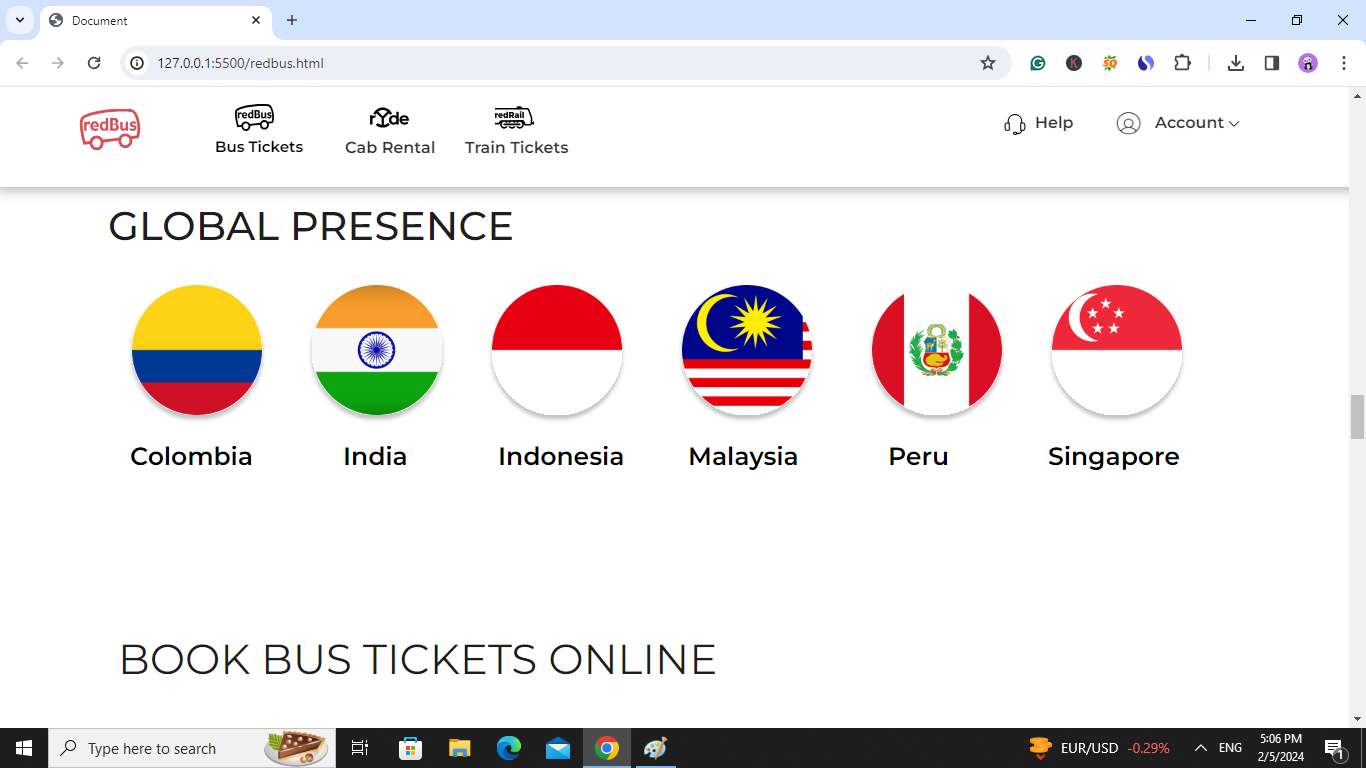 Document
127.0.0.1:5500/redbus.html
redBus
redBus
Bus Tickets
rYde
Cab Rental
redRail
Train Tickets
Help
Account
GLOBAL PRESENCE
Colombia India Indonesia Malaysia Peru Singapore
BOOK BUS TICKETS ONLINE
Type here to search
EUR/USD -0.29%
ENG
5:06 PM
2/5/2024
1